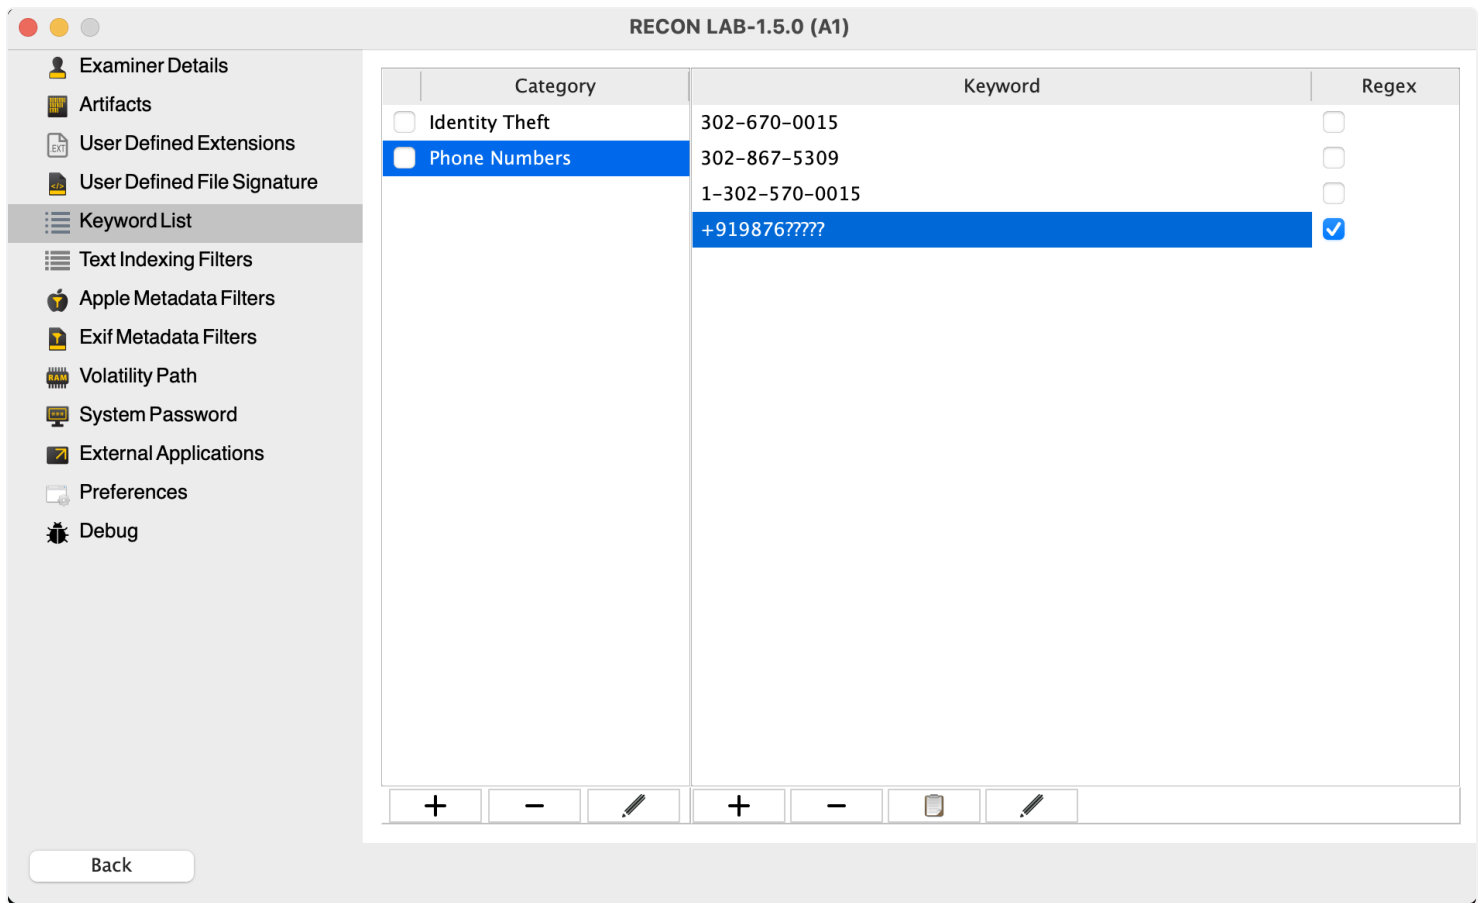 RECON LAB-1.5.0 (A1)
Examiner Details
Artifacts
User Defined Extensions
User Defined File Signature
Keyword List
Text Indexing Filters
Apple Metadata Filters
Exif Metadata Filters
Volatility Path
System Password
External Applications
Preferences
Debug
Category
Identity Theft
Phone Numbers
Keyword
Regex
302-670-0015
302-867-5309
1-302-570-0015
+919876?????
EXT
RAM
Back